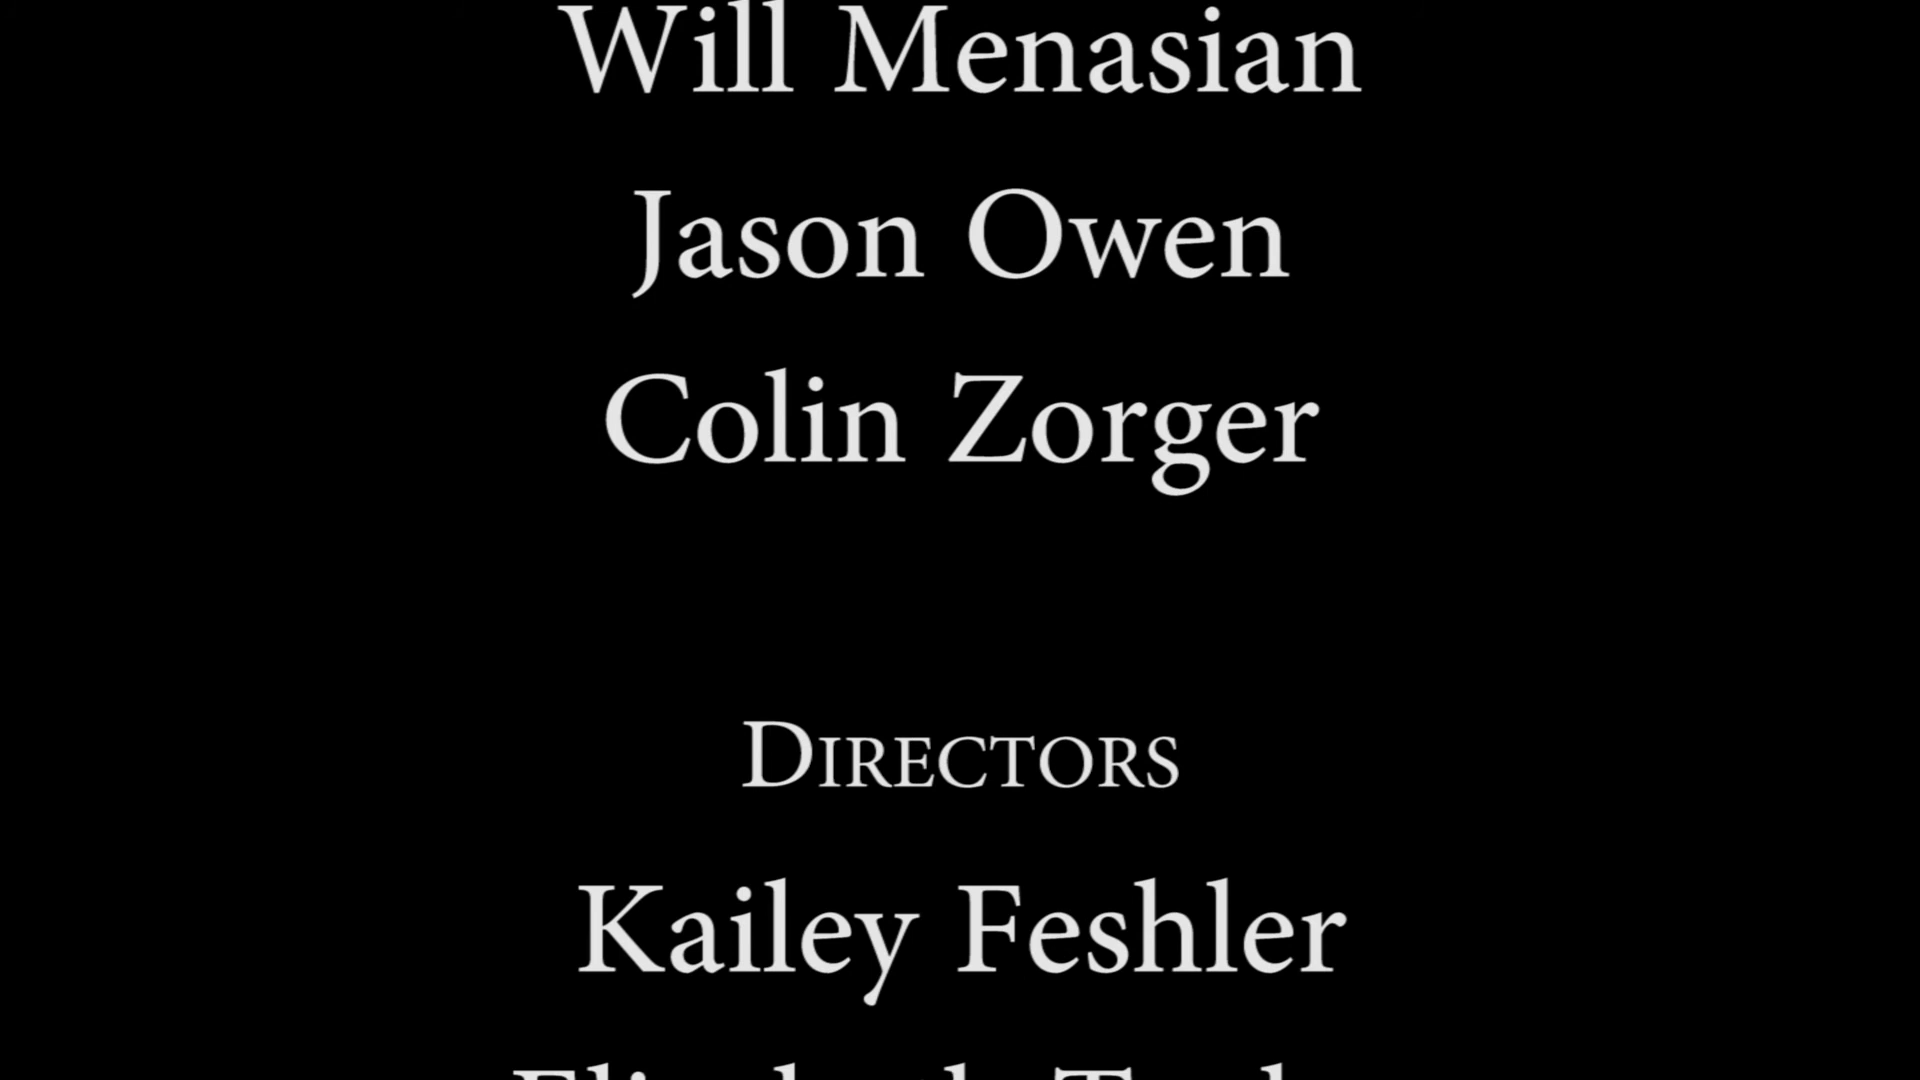 Will Menasian
Jason Owen
Colin Zorger
Directors
Kailey Feshler